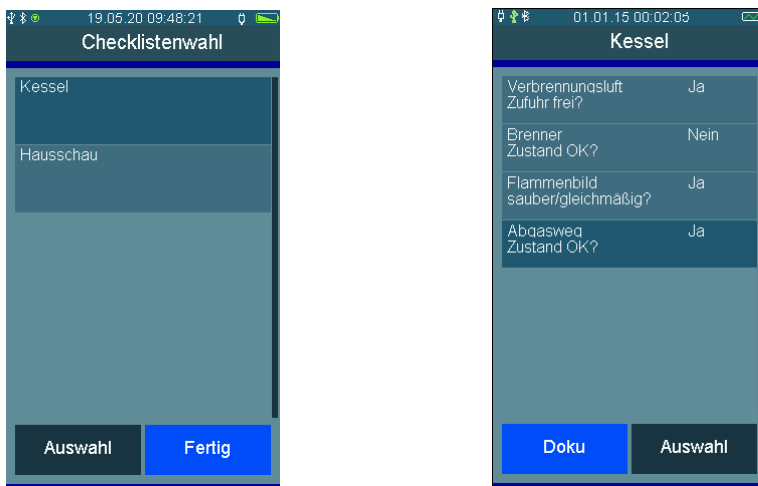 19.05.20 09:48:21
Checklistenwahl
Kessel
Hausschau
Auswahl Fertig
01.01.15 00:02:05
Kessel
Verbrennungsluft Ja
Zufuhr frei?
Brenner Nein
Zustand OK?
Flammenbild Ja
sauber/gleichmäßig?
Abgasweg Ja
Zustand OK?
Doku Auswahl